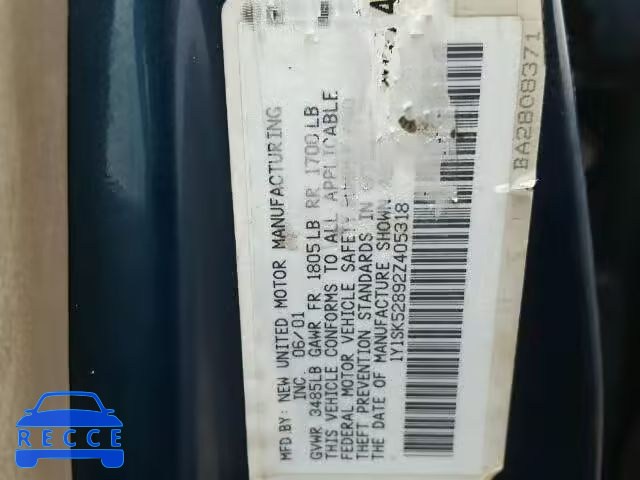 MFD BY: NEW UNITED MOTOR MANUFACTURING
INC 06/01
GVWR 3485LB GAWR FR 1805LB RR 1700LB
THIS VEHICLE CONFORMS TO ALL APPLICABLE
FEDERAL MOTOR VEHICLE SAFETY
THEFT PREVENTION STANDARDS IN
THE DATE OF MANUFACTURE SHOWN
1Y1SK52892Z405318
BA2808371
RECCE